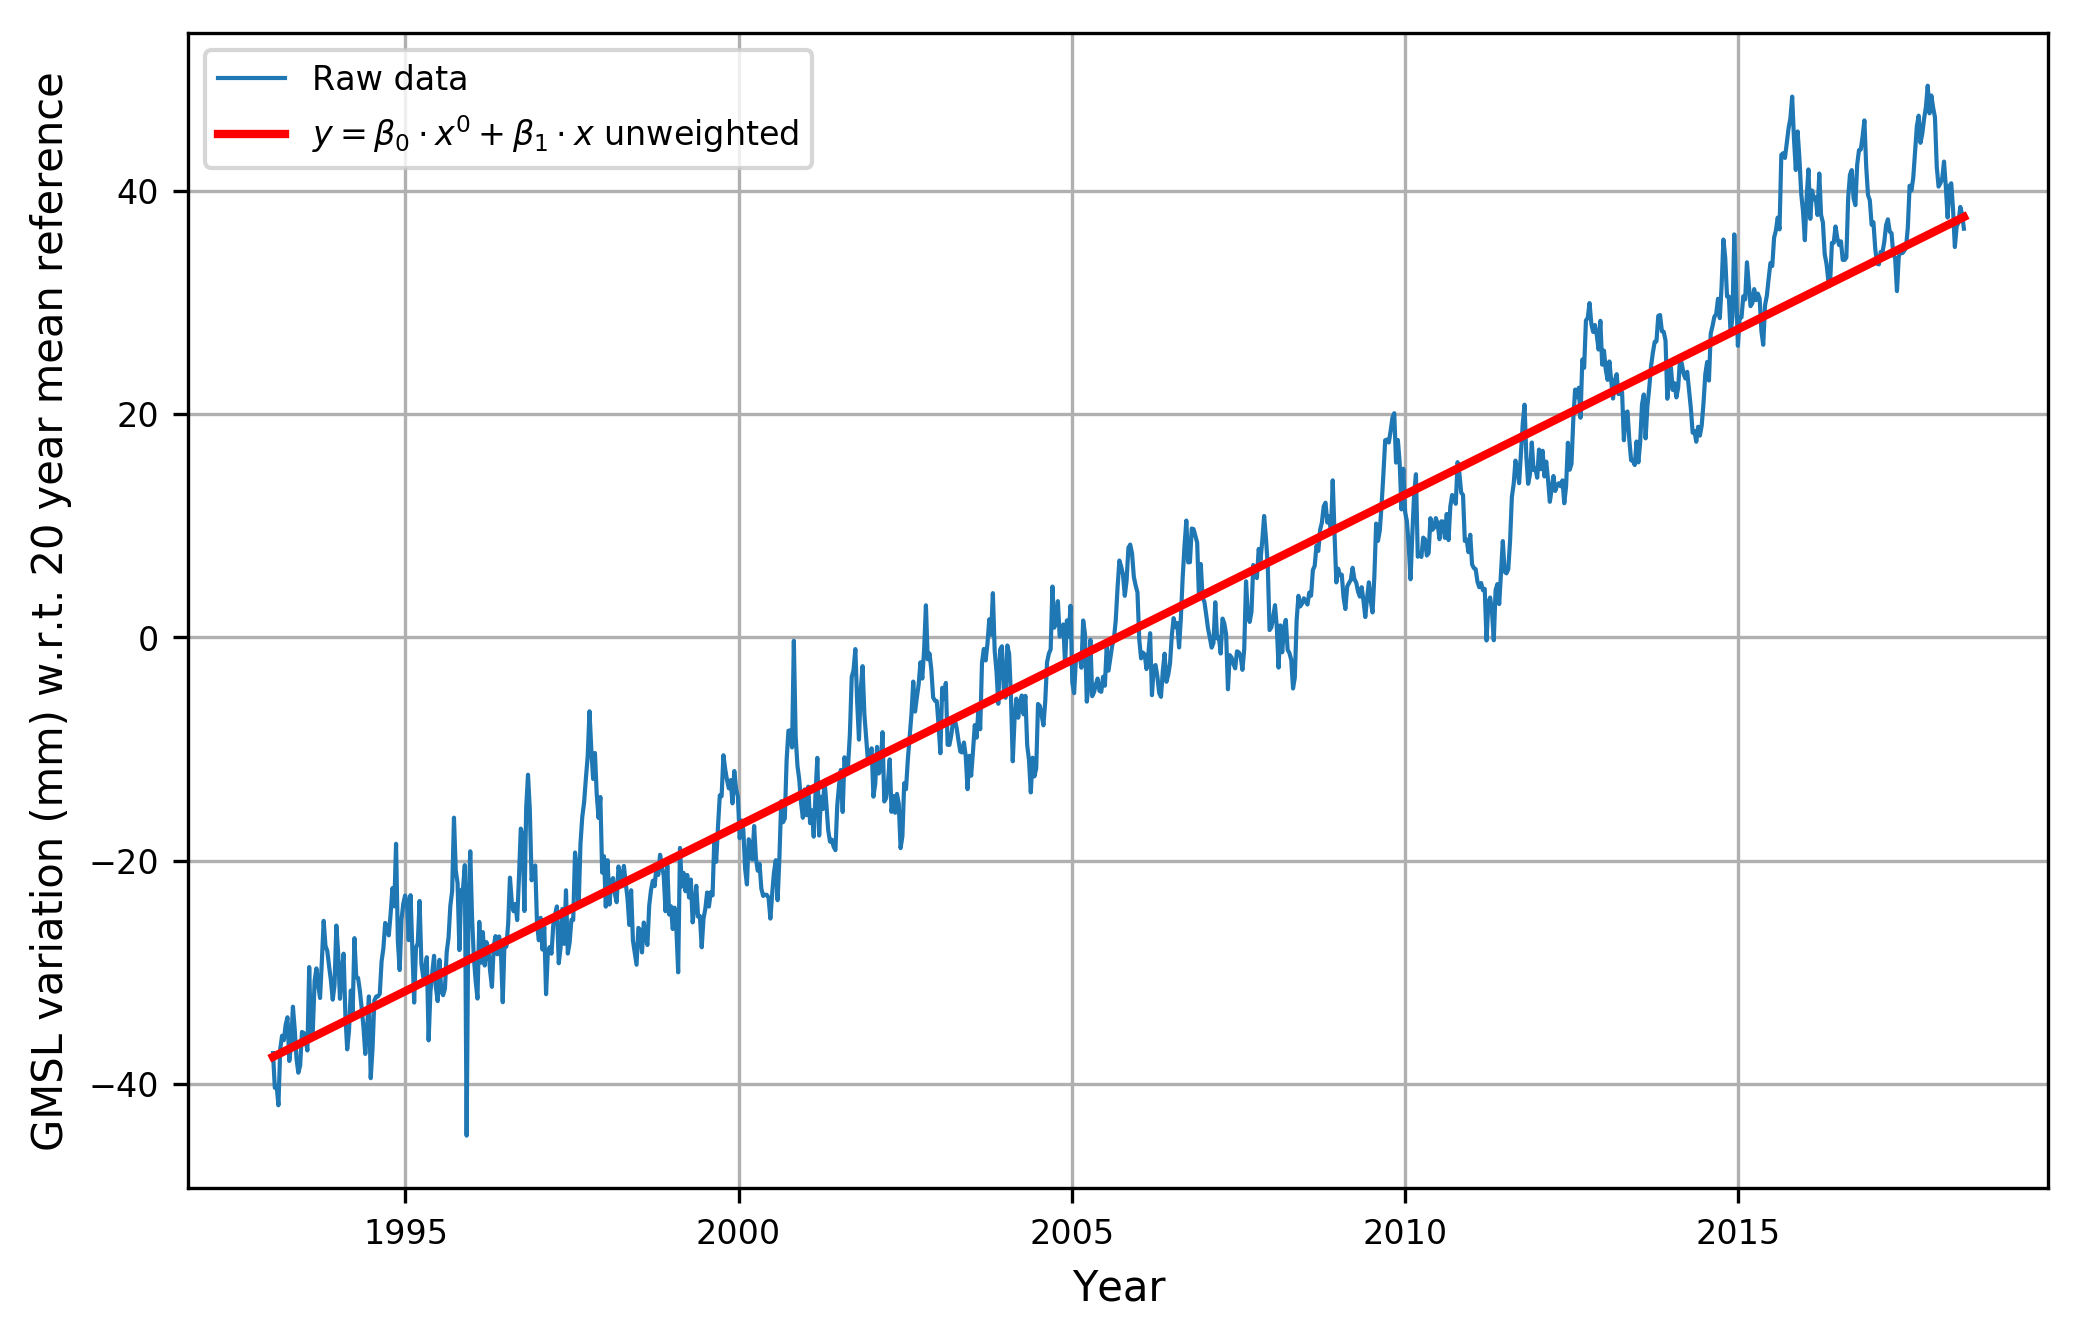 Raw data
y = β₀ · x⁰ + β₁ · x unweighted
GMSL variation (mm) w.r.t. 20 year mean reference
40
20
0
−20
−40
1995 2000 2005 2010 2015
Year